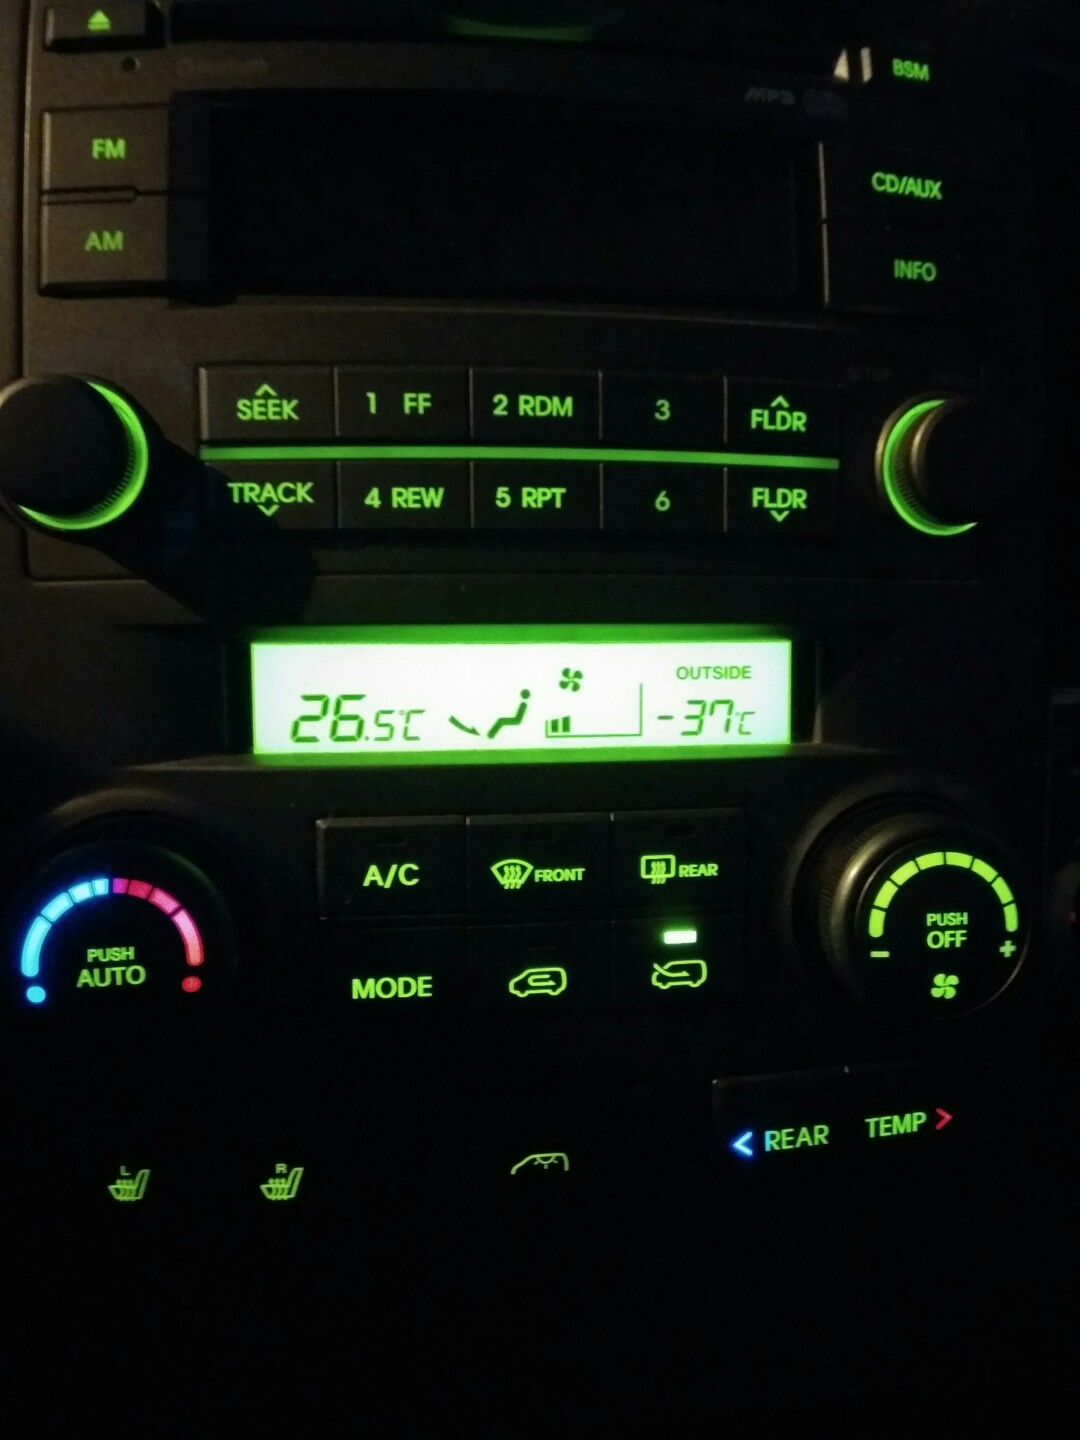 BSM
MP3
FM
CD/AUX
AM
INFO
SEEK 1 FF 2 RDM 3 FLDR
TRACK 4 REW 5 RPT 6 FLDR
OUTSIDE
26.5°C -37°C
A/C FRONT REAR
PUSH
AUTO
PUSH
OFF
- +
MODE
< REAR TEMP >
L R